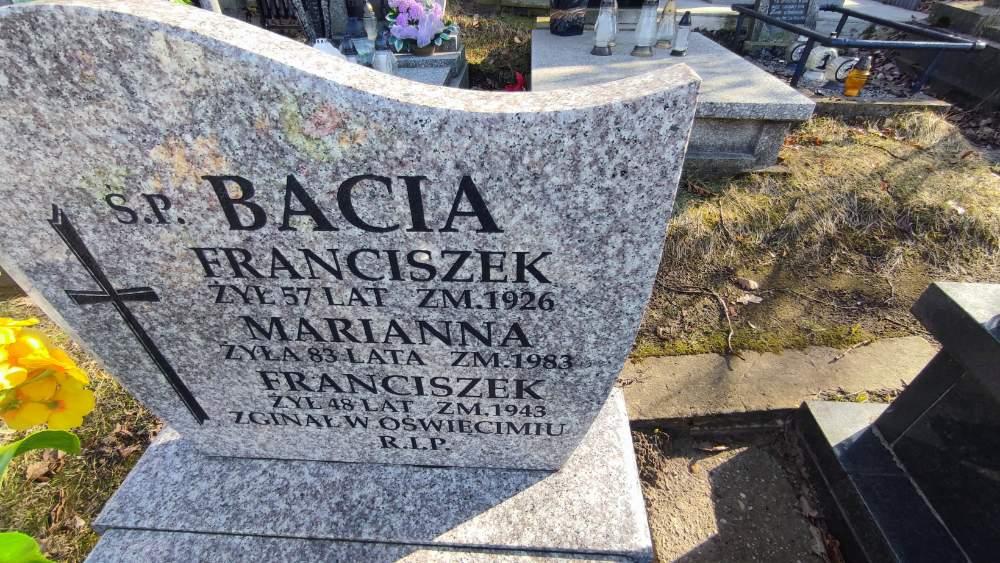 Ś.P. BACIA
FRANCISZEK
ŻYŁ 57 LAT ZM.1926
MARIANNA
ŻYŁA 83 LATA ZM.1983
FRANCISZEK
ŻYŁ 48 LAT ZM.1943
ZGINĄŁ W OŚWIĘCIMIU
R.I.P.